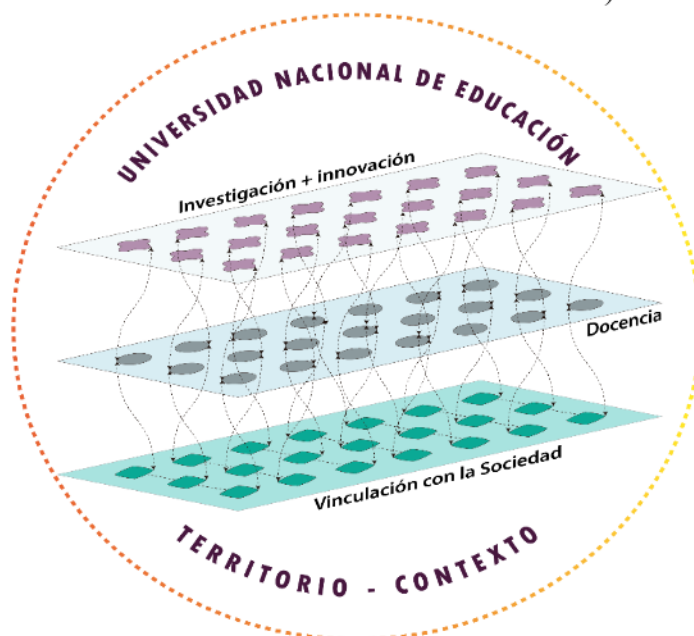 UNIVERSIDAD NACIONAL DE EDUCACIÓN
Investigación + innovación
Docencia
Vinculación con la Sociedad
TERRITORIO - CONTEXTO